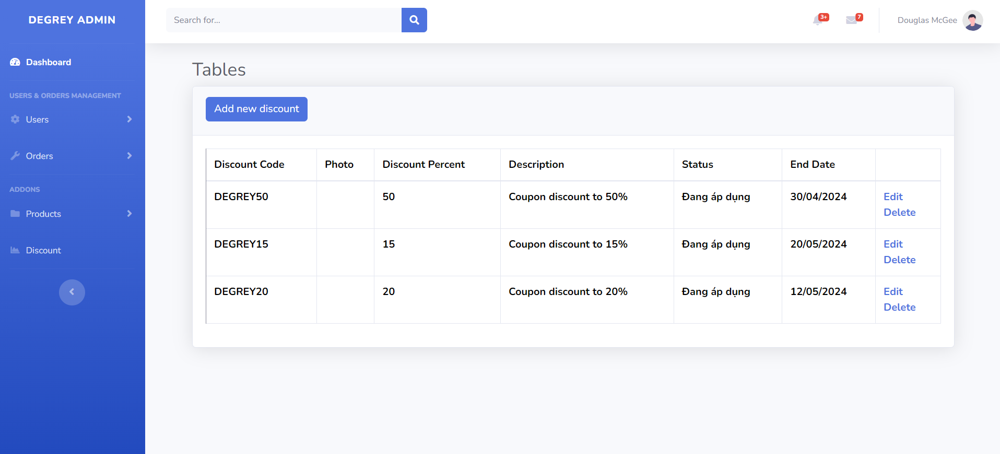 DEGREY ADMIN
Search for...
3+
7
Douglas McGee
Dashboard
USERS & ORDERS MANAGEMENT
Users
Orders
ADDONS
Products
Discount
Tables
Add new discount
Discount Code Photo Discount Percent Description Status End Date
DEGREY50 50 Coupon discount to 50% Đang áp dụng 30/04/2024 Edit
Delete
DEGREY15 15 Coupon discount to 15% Đang áp dụng 20/05/2024 Edit
Delete
DEGREY20 20 Coupon discount to 20% Đang áp dụng 12/05/2024 Edit
Delete